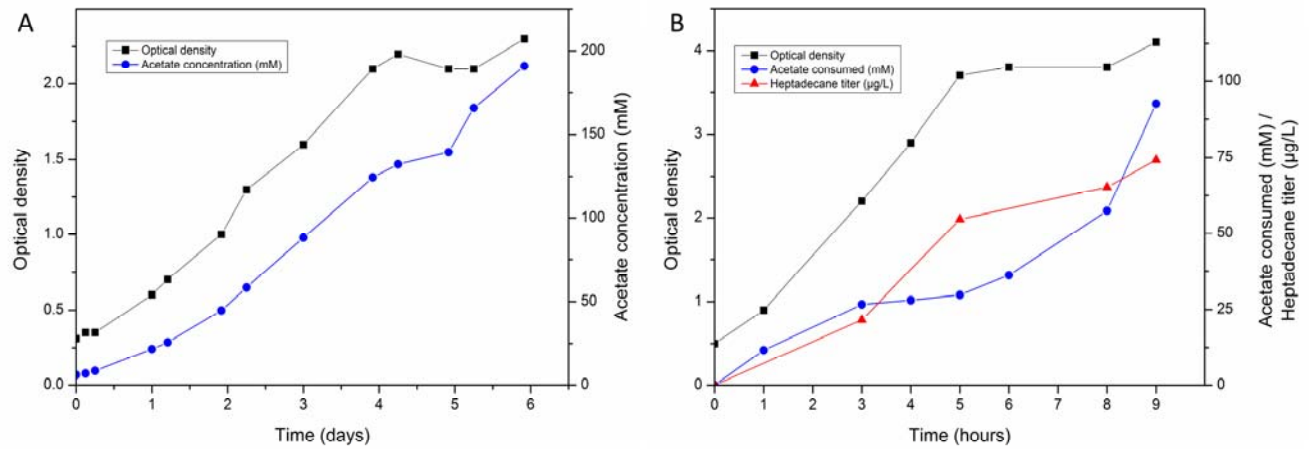 A
Optical density
Acetate concentration (mM)
Optical density
2.0
1.5
1.0
0.5
0.0
200
150
100
50
0
Acetate concentration (mM)
0 1 2 3 4 5 6
Time (days)
B
Optical density
Acetate consumed (mM)
Heptadecane titer (µg/L)
Optical density
4
3
2
1
0
100
75
50
25
0
Acetate consumed (mM) /
Heptadecane titer (µg/L)
0 1 2 3 4 5 6 7 8 9
Time (hours)